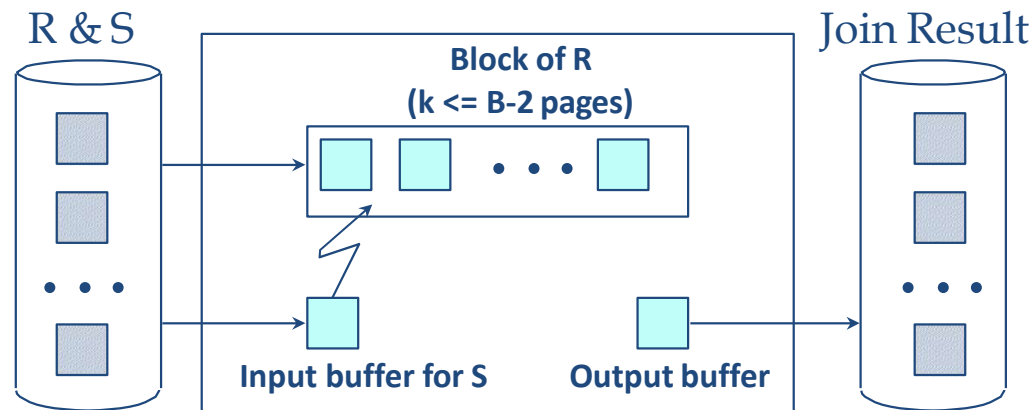 R & S
Join Result
Block of R
(k <= B-2 pages)
• • •
• • •
• • •
Input buffer for S
Output buffer